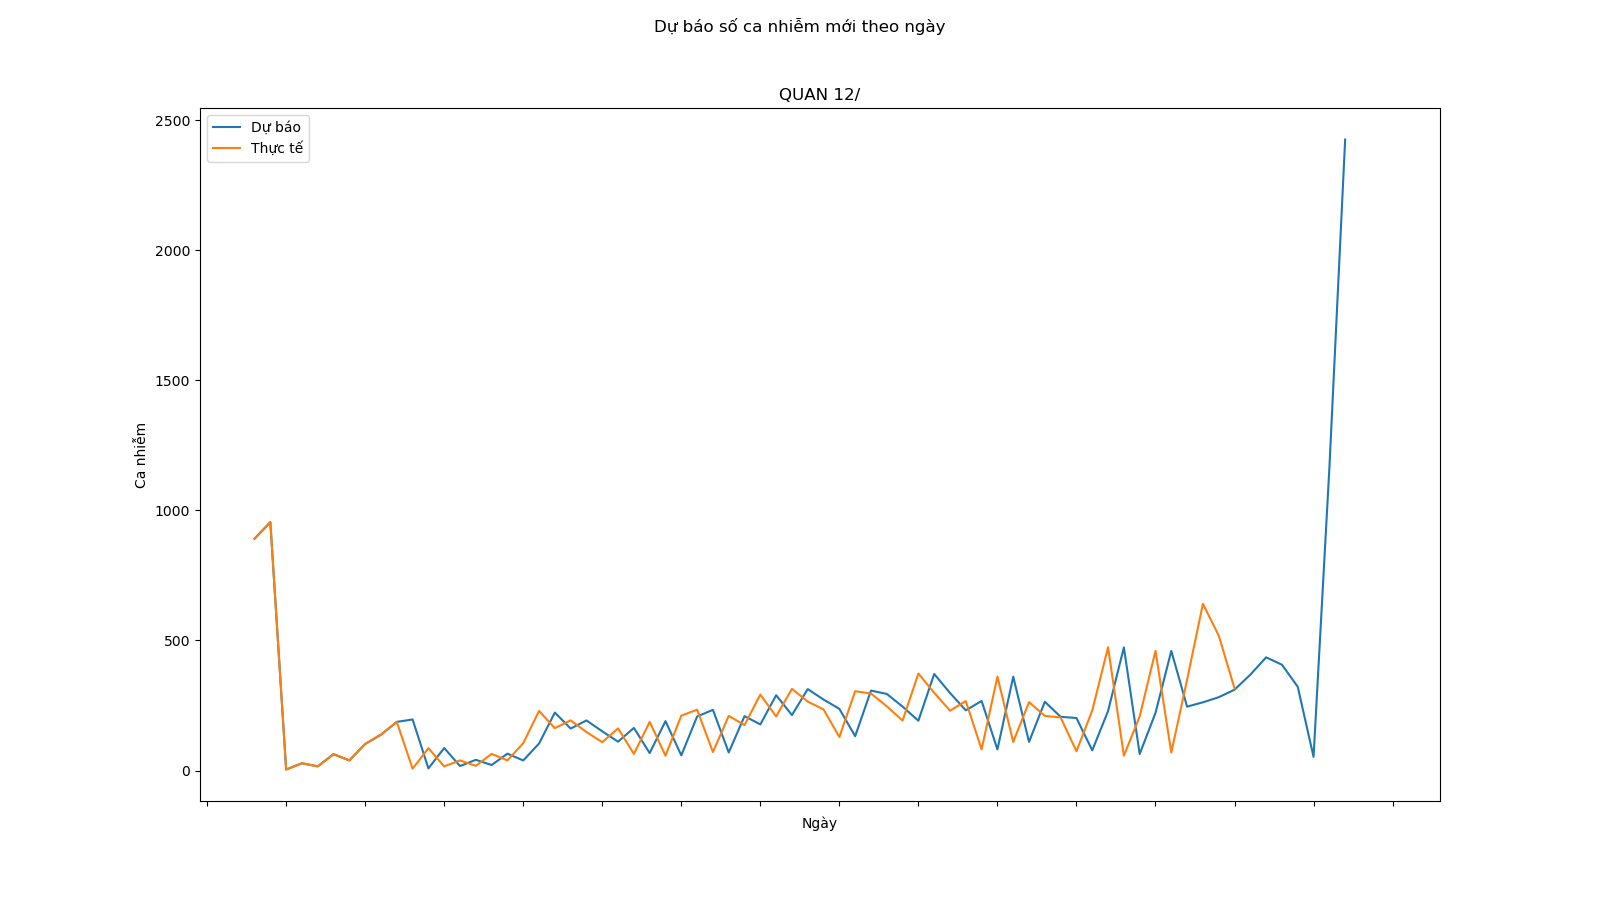 Dự báo số ca nhiễm mới theo ngày
QUAN 12/
Dự báo
Thực tế
2500
2000
1500
1000
500
0
Ca nhiễm
Ngày